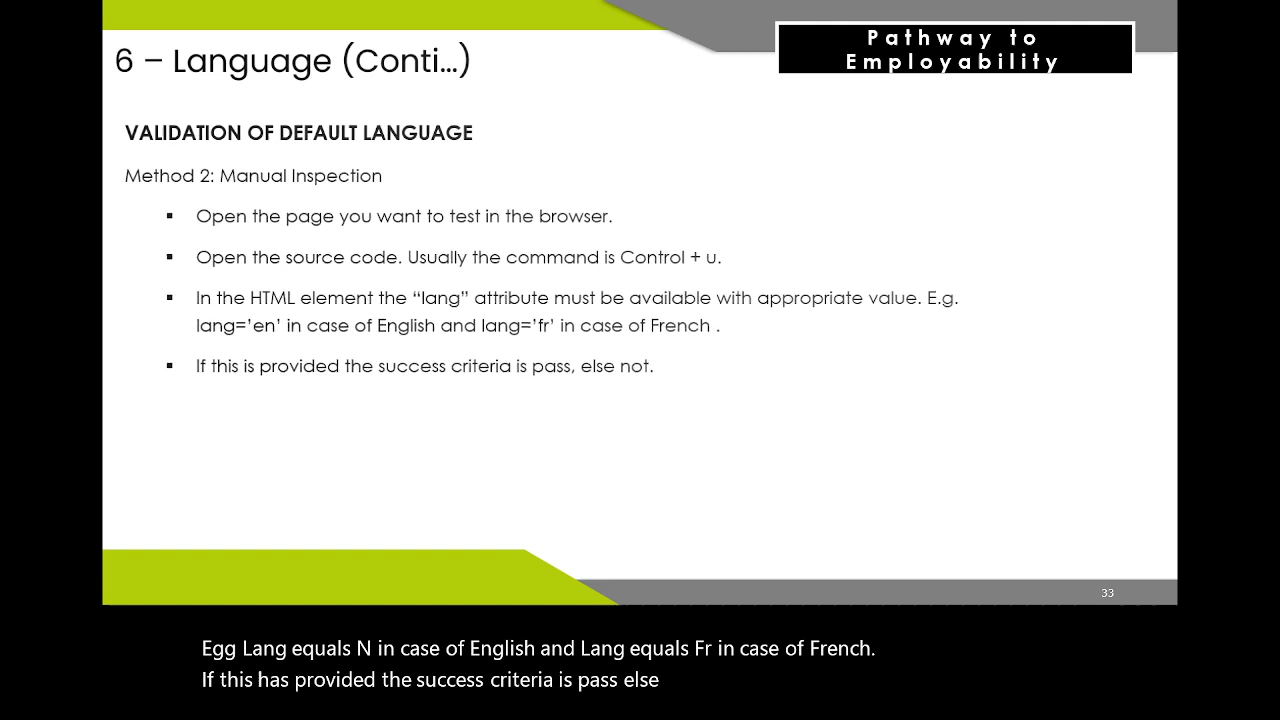 Pathway to
Employability
6 – Language (Conti…)
VALIDATION OF DEFAULT LANGUAGE
Method 2: Manual Inspection
▪ Open the page you want to test in the browser.
▪ Open the source code. Usually the command is Control + u.
▪ In the HTML element the “lang” attribute must be available with appropriate value. E.g.
lang=’en’ in case of English and lang=’fr’ in case of French .
▪ If this is provided the success criteria is pass, else not.
33
Egg Lang equals N in case of English and Lang equals Fr in case of French.
If this has provided the success criteria is pass else